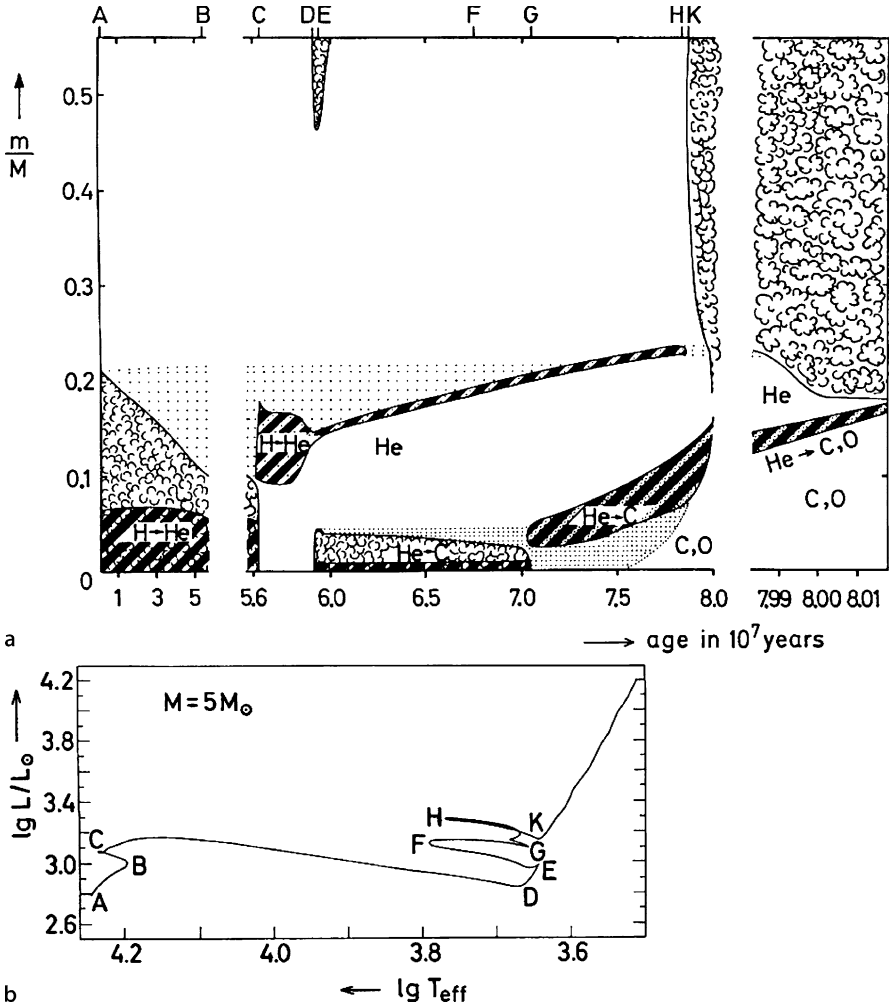 A B C D E F G H K
0.5
m/M
0.4
0.3
0.2
0.1
0
H→He
H→He
He
He→C
He→C
C,O
He
He→C,O
C,O
1 3 5 5.6 6.0 6.5 7.0 7.5 8.0 7.99 8.00 8.01
a
→ age in 10⁷ years
4.2
3.8
3.4
3.0
2.6
lg L/L⊙ →
M = 5M⊙
C
B
A
H
K
F
G
E
D
4.2 4.0 3.8 3.6
b
← lg Teff